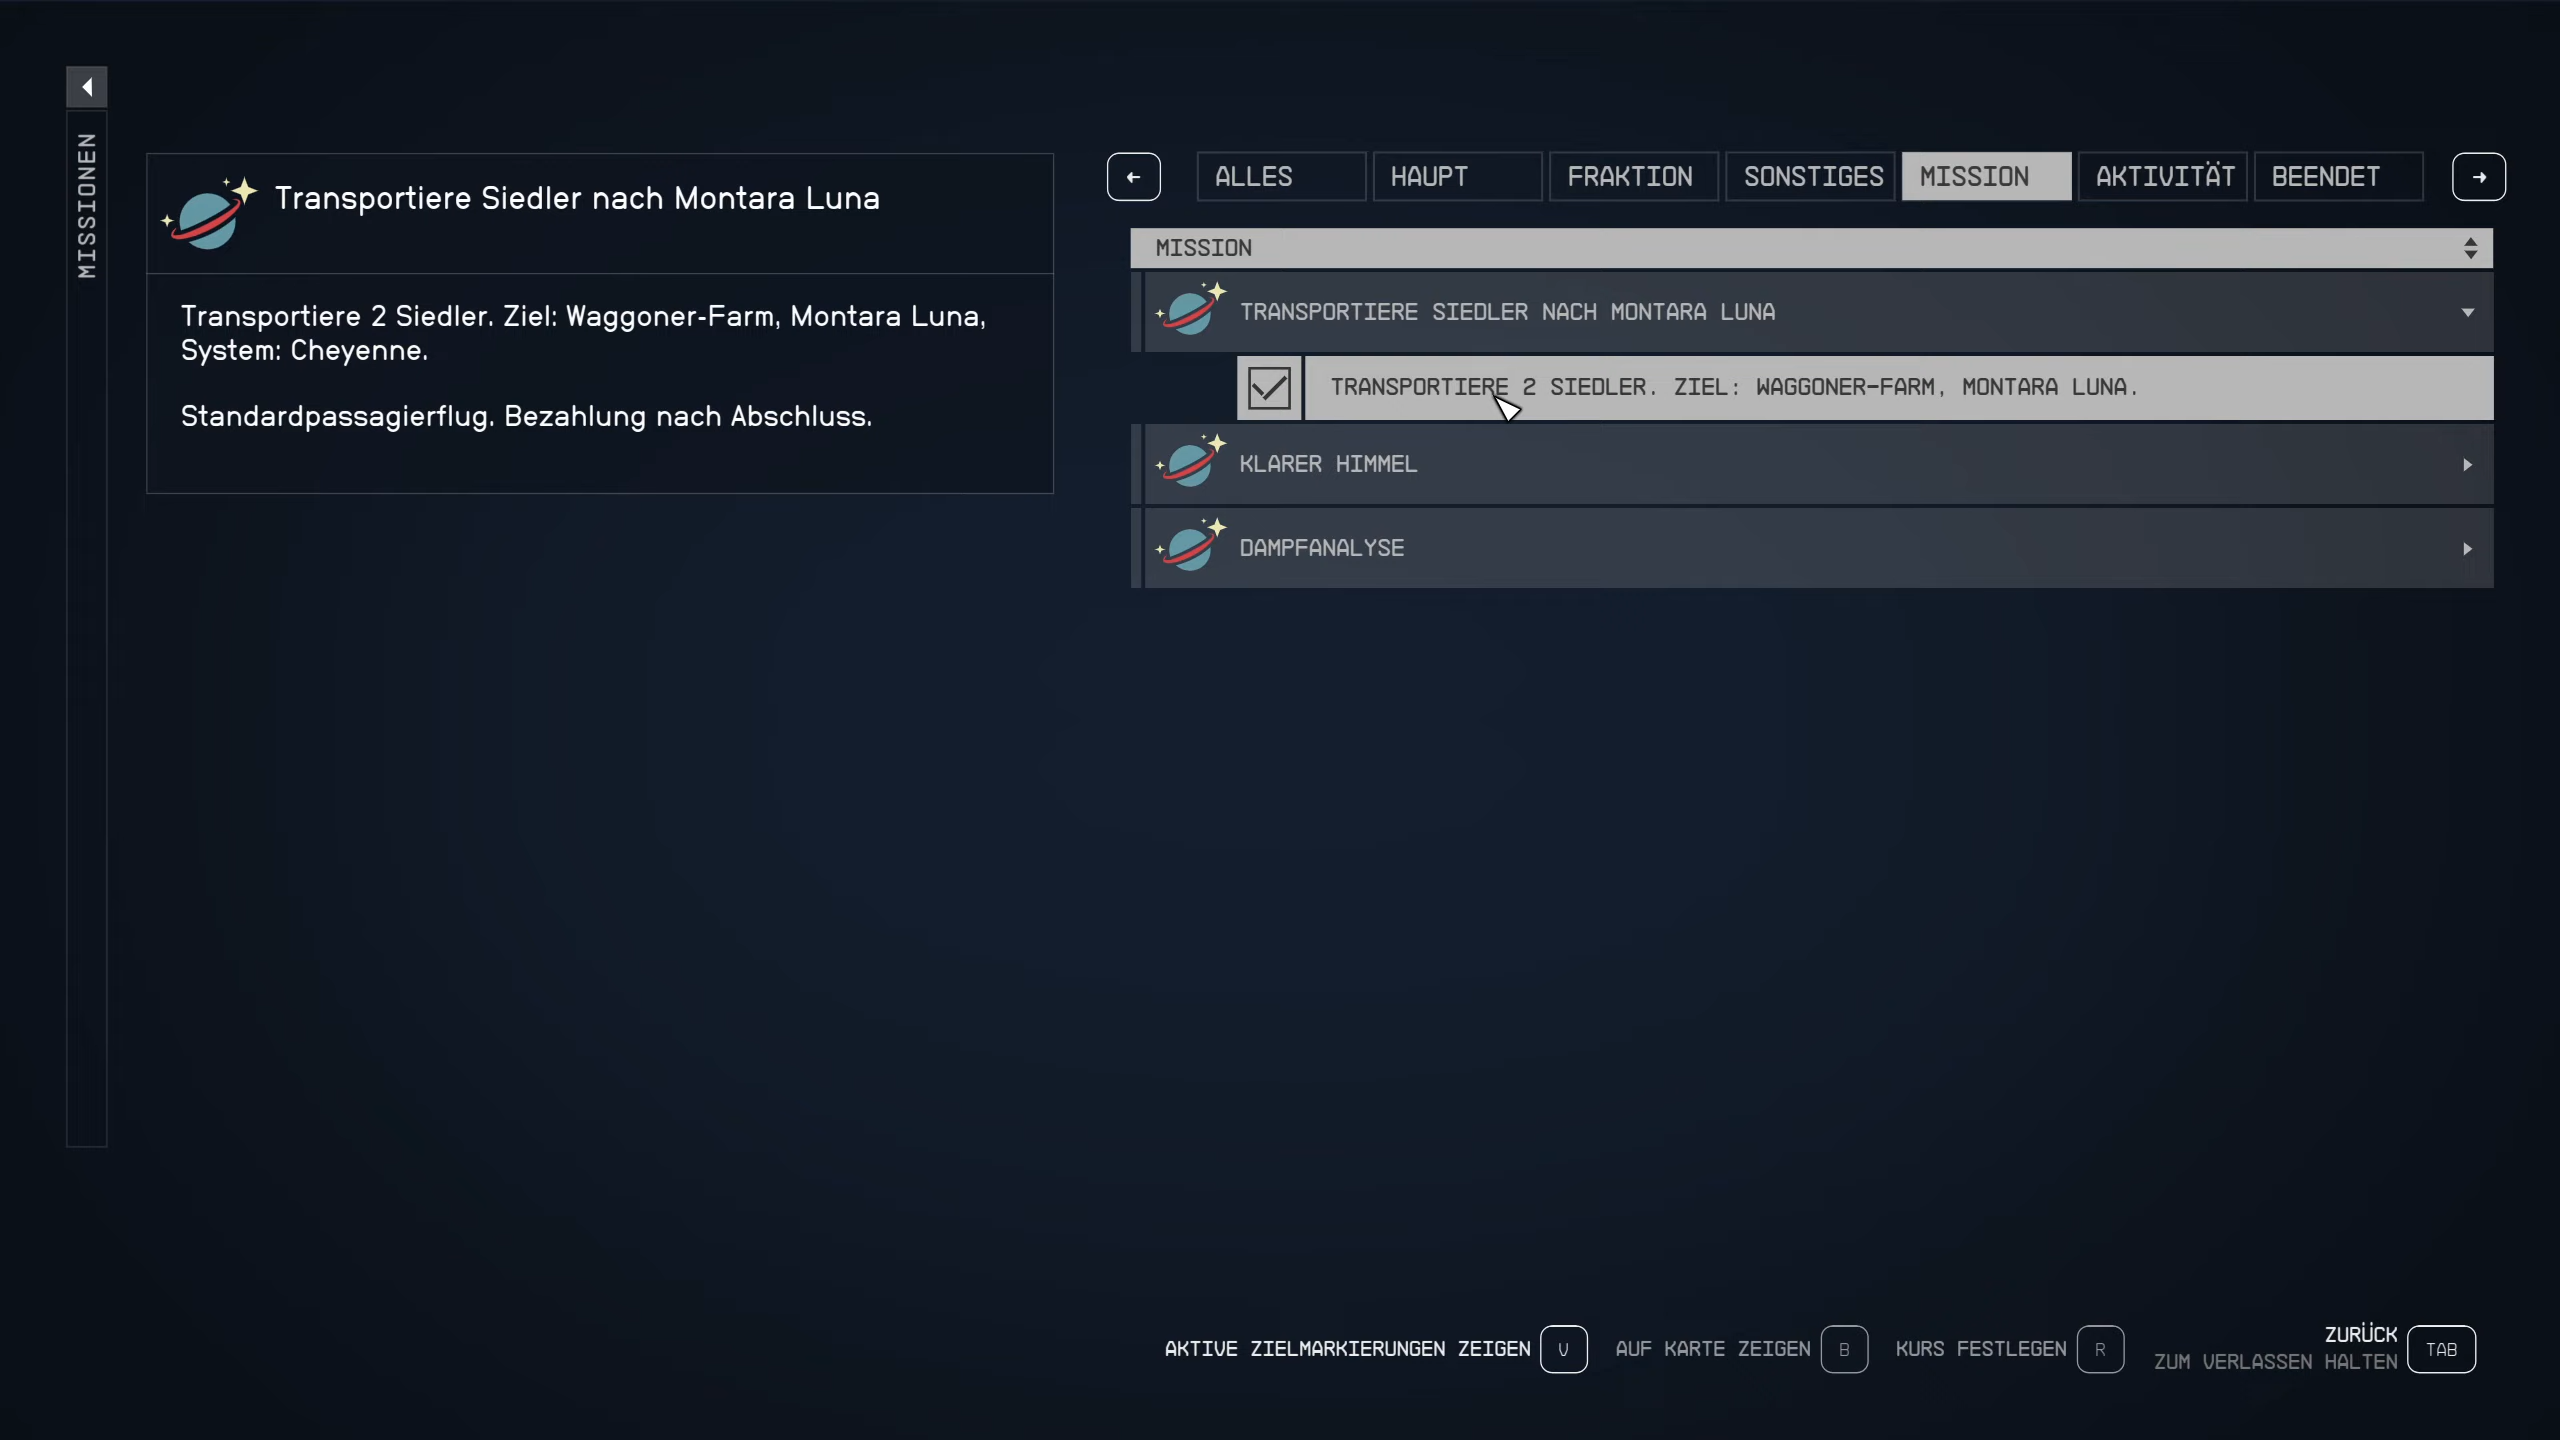 MISSIONEN
Transportiere Siedler nach Montara Luna
Transportiere 2 Siedler. Ziel: Waggoner-Farm, Montara Luna,
System: Cheyenne.
Standardpassagierflug. Bezahlung nach Abschluss.
ALLES HAUPT FRAKTION SONSTIGES MISSION AKTIVITÄT BEENDET
MISSION
TRANSPORTIERE SIEDLER NACH MONTARA LUNA
TRANSPORTIERE 2 SIEDLER. ZIEL: WAGGONER-FARM, MONTARA LUNA.
KLARER HIMMEL
DAMPFANALYSE
AKTIVE ZIELMARKIERUNGEN ZEIGEN V AUF KARTE ZEIGEN B KURS FESTLEGEN R ZURÜCK TAB
ZUM VERLASSEN HALTEN